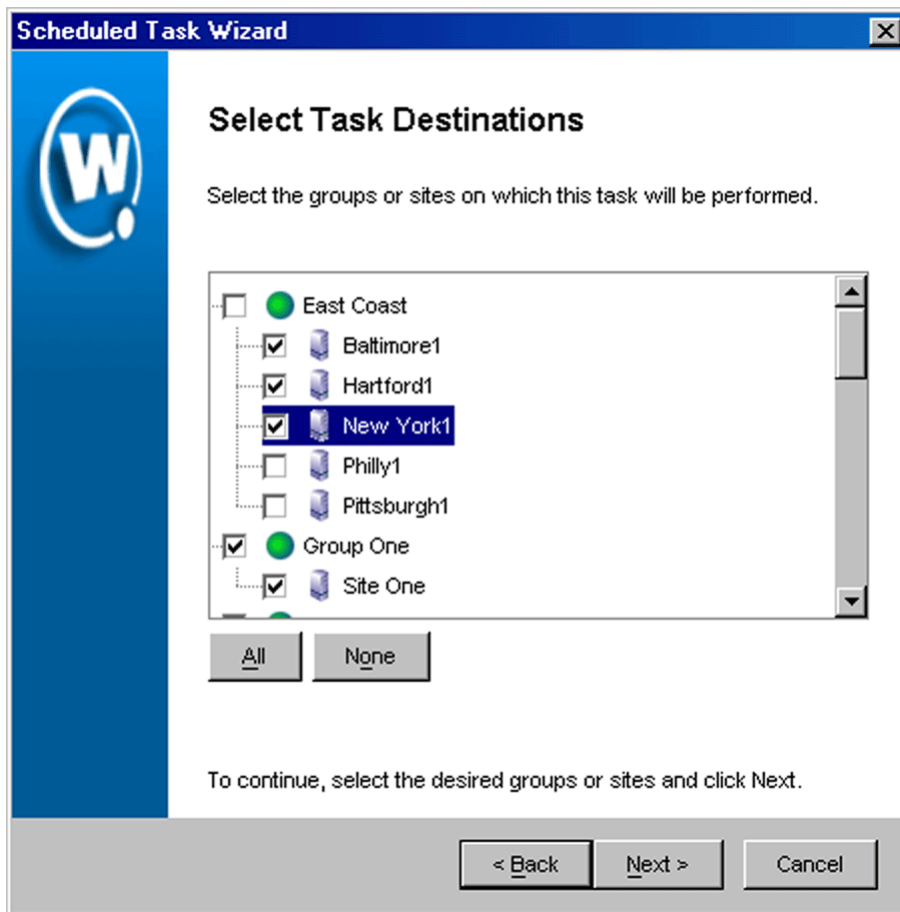 Scheduled Task Wizard
W
Select Task Destinations
Select the groups or sites on which this task will be performed.
East Coast
Baltimore1
Hartford1
New York1
Philly1
Pittsburgh1
Group One
Site One
All None
To continue, select the desired groups or sites and click Next.
< Back Next > Cancel